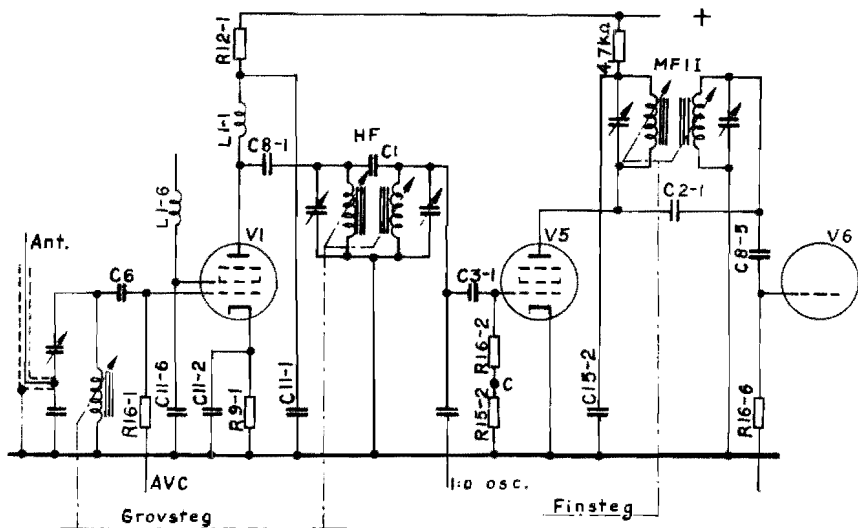 R12-1
+
4.7kΩ
MFII
L1-1
C8-1
HF
C1
L1-6
Ant.
V1
C6
C2-1
V5
V6
C8-5
C3-1
R16-2
C
R15-2
R16-1
C11-6
C11-2
R9-1
C11-1
C15-2
R16-6
AVC
1:a OSC.
Grovsteg
Finsteg